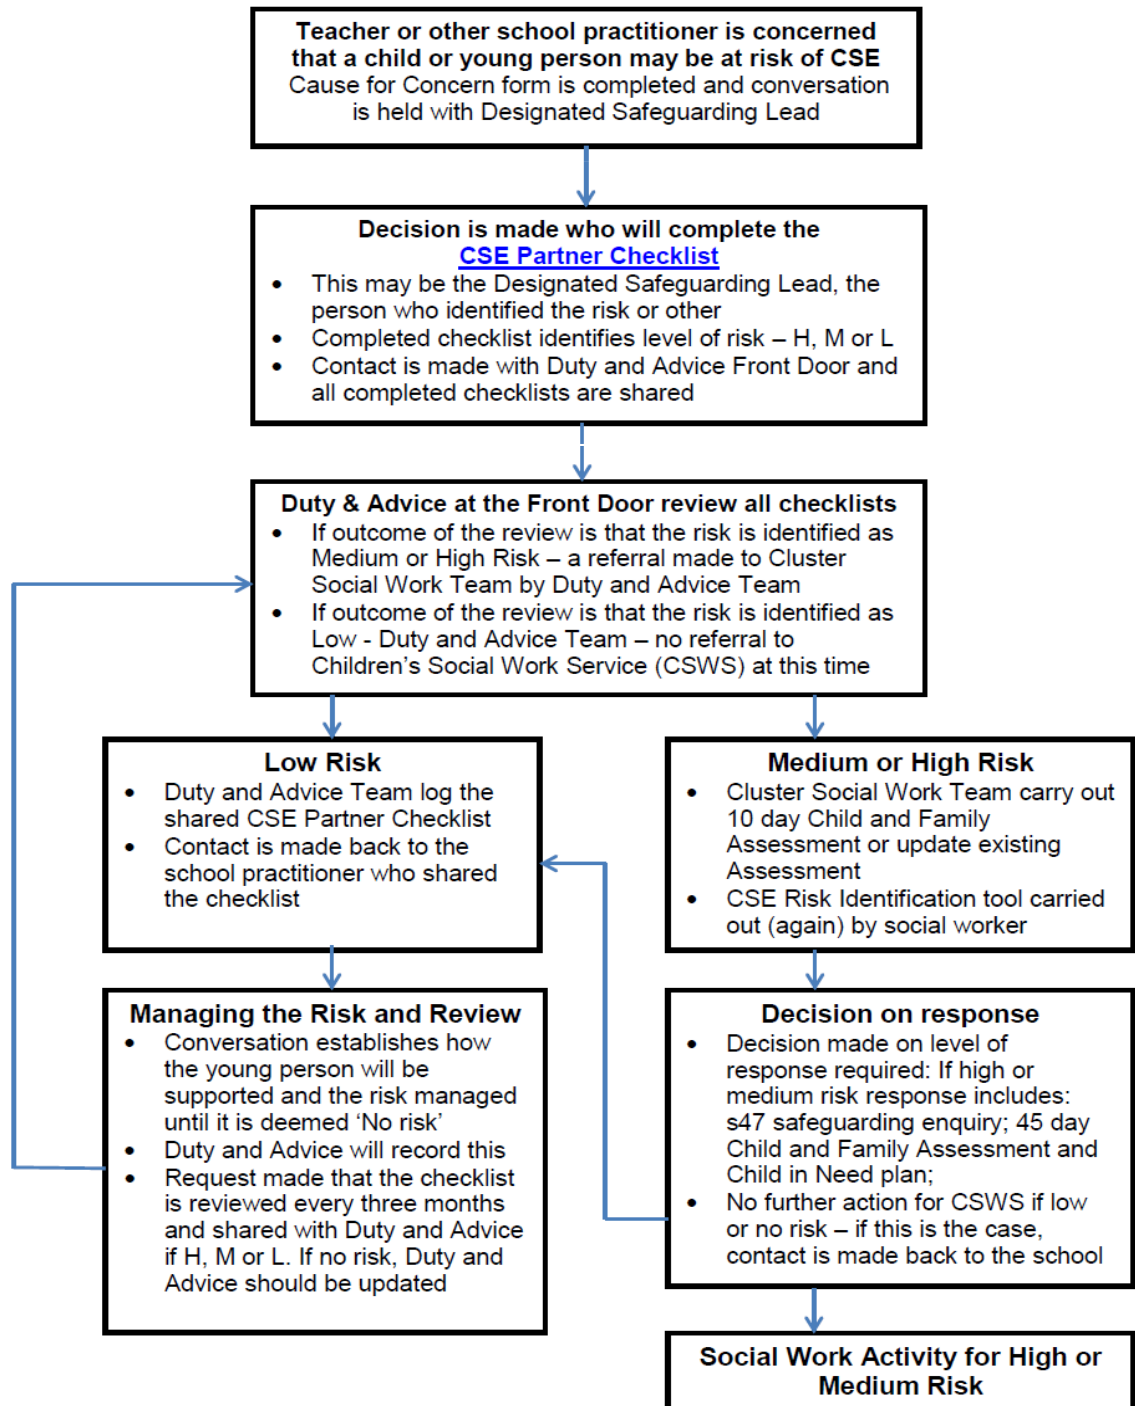 Teacher or other school practitioner is concerned
that a child or young person may be at risk of CSE
Cause for Concern form is completed and conversation
is held with Designated Safeguarding Lead
Decision is made who will complete the
CSE Partner Checklist
• This may be the Designated Safeguarding Lead, the
person who identified the risk or other
• Completed checklist identifies level of risk – H, M or L
• Contact is made with Duty and Advice Front Door and
all completed checklists are shared
Duty & Advice at the Front Door review all checklists
• If outcome of the review is that the risk is identified as
Medium or High Risk – a referral made to Cluster
Social Work Team by Duty and Advice Team
• If outcome of the review is that the risk is identified as
Low - Duty and Advice Team – no referral to
Children's Social Work Service (CSWS) at this time
Low Risk
• Duty and Advice Team log the
shared CSE Partner Checklist
• Contact is made back to the
school practitioner who shared
the checklist
Medium or High Risk
• Cluster Social Work Team carry out
10 day Child and Family
Assessment or update existing
Assessment
• CSE Risk Identification tool carried
out (again) by social worker
Managing the Risk and Review
• Conversation establishes how
the young person will be
supported and the risk managed
until it is deemed 'No risk'
• Duty and Advice will record this
• Request made that the checklist
is reviewed every three months
and shared with Duty and Advice
if H, M or L. If no risk, Duty and
Advice should be updated
Decision on response
• Decision made on level of
response required: If high or
medium risk response includes:
s47 safeguarding enquiry; 45 day
Child and Family Assessment and
Child in Need plan;
• No further action for CSWS if low
or no risk – if this is the case,
contact is made back to the school
Social Work Activity for High or
Medium Risk